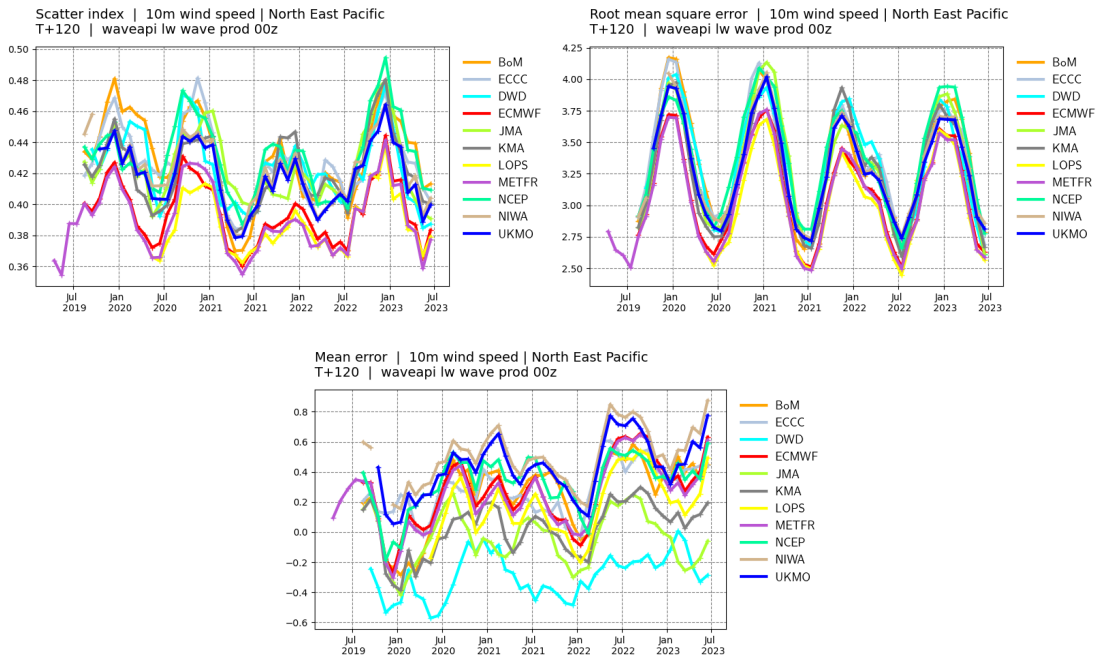 Scatter index | 10m wind speed | North East Pacific
T+120 | waveapi lw wave prod 00z
0.50
0.48
0.46
0.44
0.42
0.40
0.38
0.36
Jul 2019
Jan 2020
Jul 2020
Jan 2021
Jul 2021
Jan 2022
Jul 2022
Jan 2023
Jul 2023
BoM
ECCC
DWD
ECMWF
JMA
KMA
LOPS
METFR
NCEP
NIWA
UKMO
Root mean square error | 10m wind speed | North East Pacific
T+120 | waveapi lw wave prod 00z
4.25
4.00
3.75
3.50
3.25
3.00
2.75
2.50
Jul 2019
Jan 2020
Jul 2020
Jan 2021
Jul 2021
Jan 2022
Jul 2022
Jan 2023
Jul 2023
BoM
ECCC
DWD
ECMWF
JMA
KMA
LOPS
METFR
NCEP
NIWA
UKMO
Mean error | 10m wind speed | North East Pacific
T+120 | waveapi lw wave prod 00z
0.8
0.6
0.4
0.2
0.0
−0.2
−0.4
−0.6
Jul 2019
Jan 2020
Jul 2020
Jan 2021
Jul 2021
Jan 2022
Jul 2022
Jan 2023
Jul 2023
BoM
ECCC
DWD
ECMWF
JMA
KMA
LOPS
METFR
NCEP
NIWA
UKMO